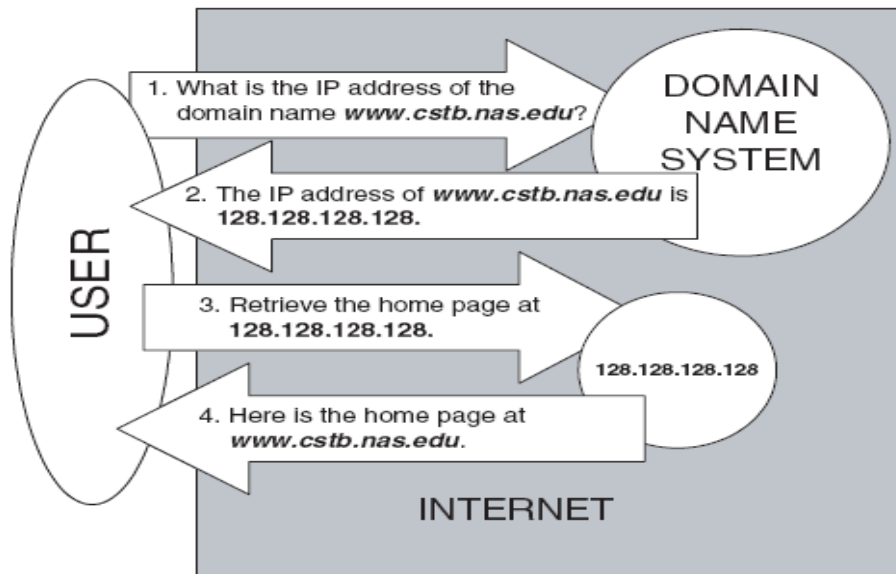 1. What is the IP address of the
domain name www.cstb.nas.edu?
DOMAIN
NAME
SYSTEM
2. The IP address of www.cstb.nas.edu is
128.128.128.128.
USER
3. Retrieve the home page at
128.128.128.128.
128.128.128.128
4. Here is the home page at
www.cstb.nas.edu.
INTERNET